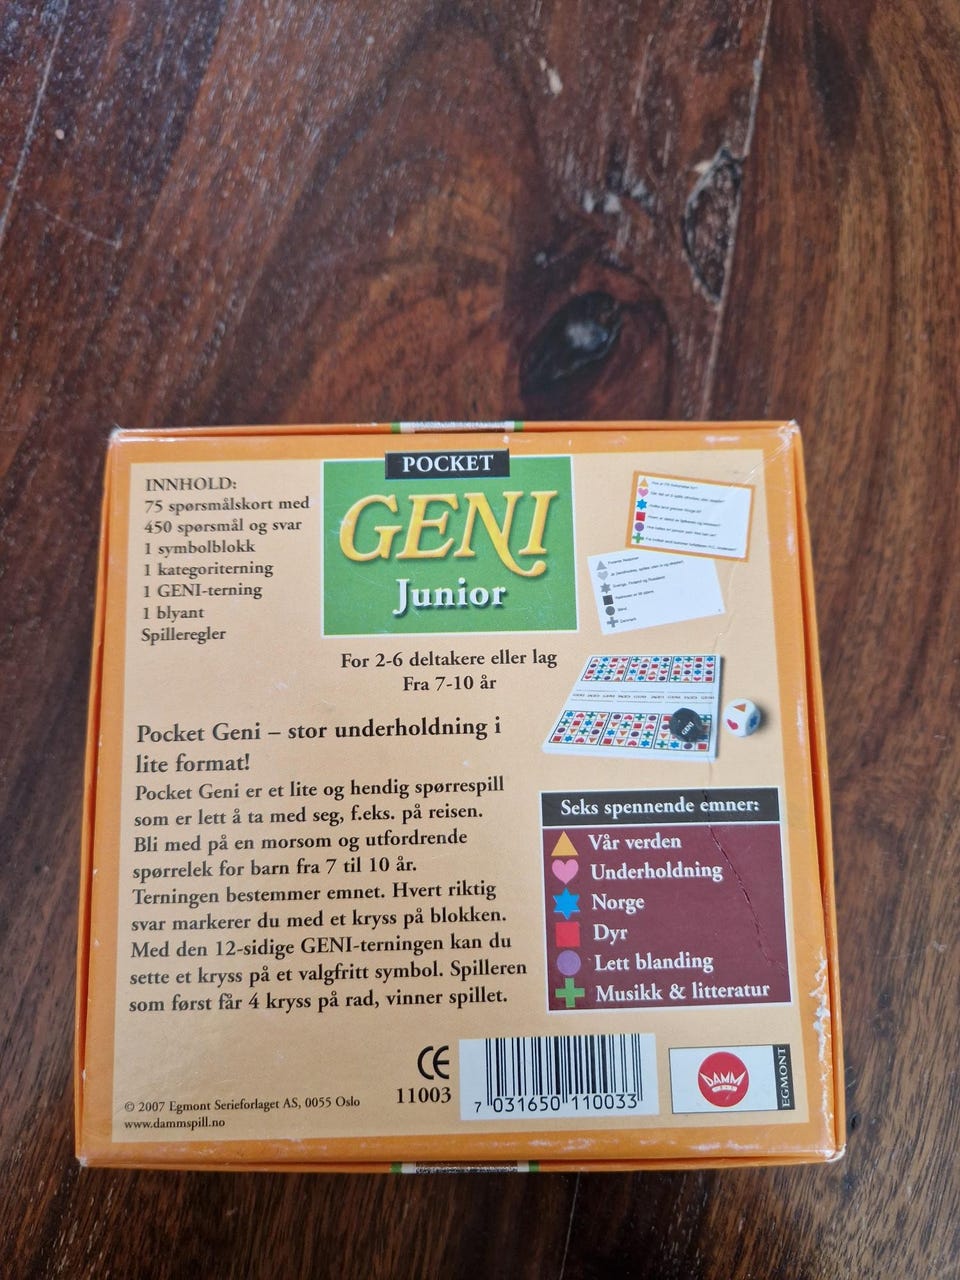 INNHOLD:
75 spørsmålskort med
450 spørsmål og svar
1 symbolblokk
1 kategoriterning
1 GENI-terning
1 blyant
Spilleregler
POCKET
GENI
Junior
For 2-6 deltakere eller lag
Fra 7-10 år
Pocket Geni – stor underholdning i
lite format!
Pocket Geni er et lite og hendig spørrespill
som er lett å ta med seg, f.eks. på reisen.
Bli med på en morsom og utfordrende
spørrelek for barn fra 7 til 10 år.
Terningen bestemmer emnet. Hvert riktig
svar markerer du med et kryss på blokken.
Med den 12-sidige GENI-terningen kan du
sette et kryss på et valgfritt symbol. Spilleren
som først får 4 kryss på rad, vinner spillet.
Seks spennende emner:
Vår verden
Underholdning
Norge
Dyr
Lett blanding
Musikk & litteratur
© 2007 Egmont Serieforlaget AS, 0055 Oslo
www.dammspill.no
CE
11003
7 031650 110033
DAMM
EGMONT
GENI